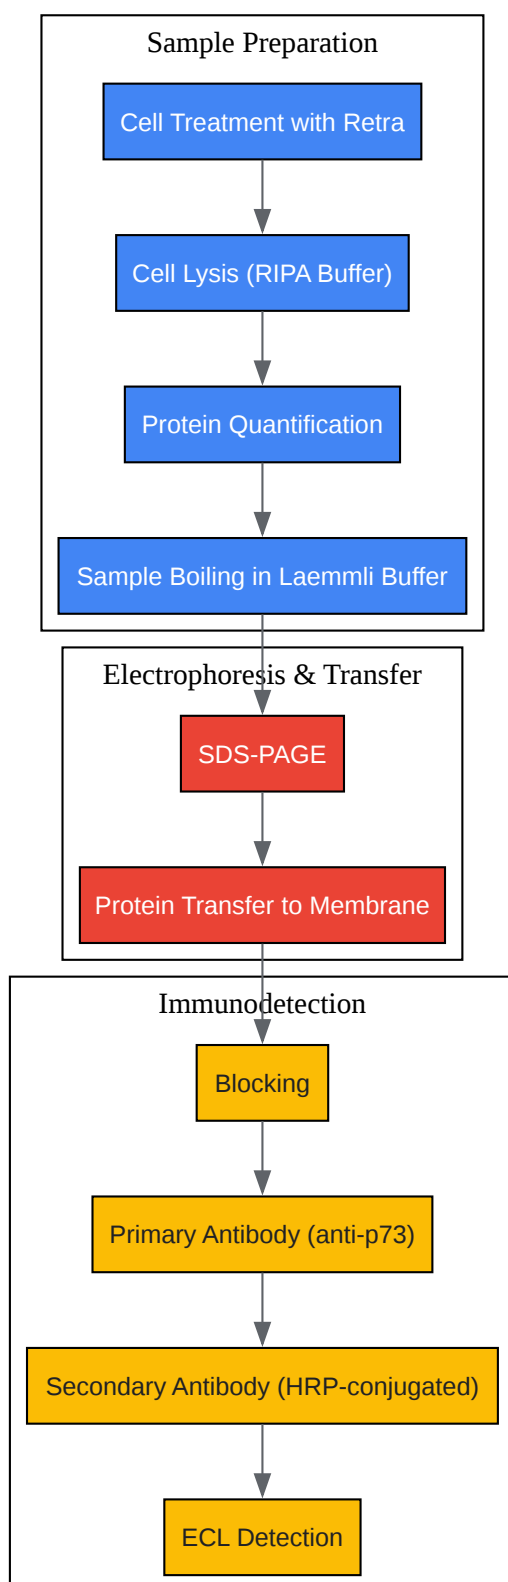 Sample Preparation
Cell Treatment with Retra
Cell Lysis (RIPA Buffer)
Protein Quantification
Sample Boiling in Laemmli Buffer
Electrophoresis & Transfer
SDS-PAGE
Protein Transfer to Membrane
Immunodetection
Blocking
Primary Antibody (anti-p73)
Secondary Antibody (HRP-conjugated)
ECL Detection